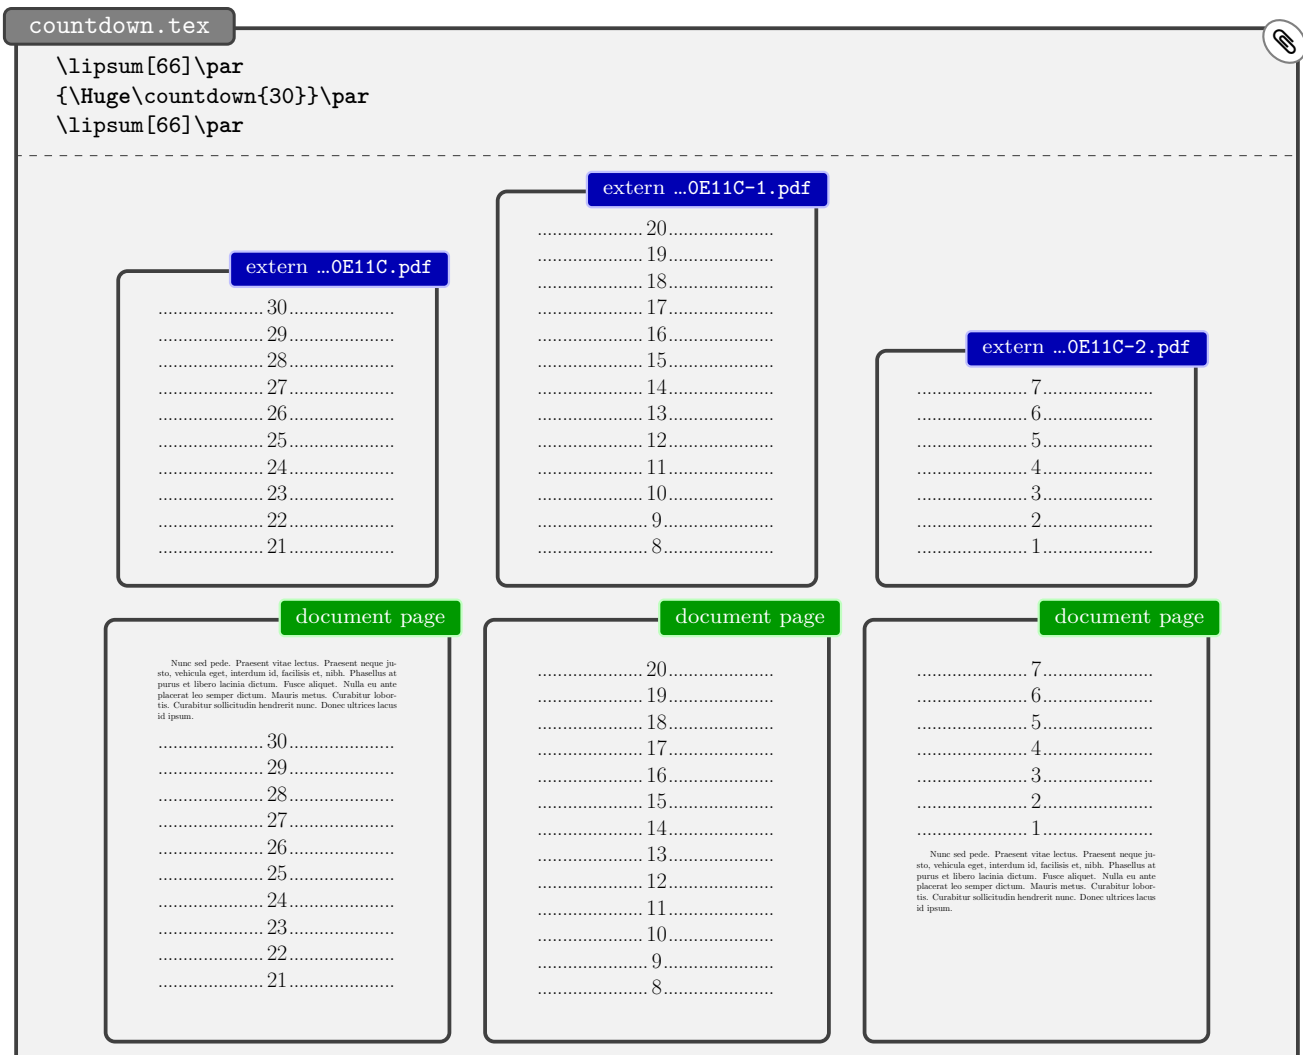 countdown.tex
\lipsum[66]\par
{\Huge\countdown{30}}\par
\lipsum[66]\par
extern ...0E11C.pdf
.....................30.....................
.....................29.....................
.....................28.....................
.....................27.....................
.....................26.....................
.....................25.....................
.....................24.....................
.....................23.....................
.....................22.....................
.....................21.....................
extern ...0E11C-1.pdf
.....................20.....................
.....................19.....................
.....................18.....................
.....................17.....................
.....................16.....................
.....................15.....................
.....................14.....................
.....................13.....................
.....................12.....................
.....................11.....................
.....................10.....................
......................9......................
......................8......................
extern ...0E11C-2.pdf
......................7......................
......................6......................
......................5......................
......................4......................
......................3......................
......................2......................
......................1......................
document page
Nunc sed pede. Praesent vitae lectus. Praesent neque ju-
sto, vehicula eget, interdum id, facilisis et, nibh. Phasellus at
purus et libero lacinia dictum. Fusce aliquet. Nulla eu ante
placerat leo semper dictum. Mauris metus. Curabitur lobor-
tis. Curabitur sollicitudin hendrerit nunc. Donec ultrices lacus
id ipsum.
.....................30.....................
.....................29.....................
.....................28.....................
.....................27.....................
.....................26.....................
.....................25.....................
.....................24.....................
.....................23.....................
.....................22.....................
.....................21.....................
document page
.....................20.....................
.....................19.....................
.....................18.....................
.....................17.....................
.....................16.....................
.....................15.....................
.....................14.....................
.....................13.....................
.....................12.....................
.....................11.....................
.....................10.....................
......................9......................
......................8......................
document page
......................7......................
......................6......................
......................5......................
......................4......................
......................3......................
......................2......................
......................1......................
Nunc sed pede. Praesent vitae lectus. Praesent neque ju-
sto, vehicula eget, interdum id, facilisis et, nibh. Phasellus at
purus et libero lacinia dictum. Fusce aliquet. Nulla eu ante
placerat leo semper dictum. Mauris metus. Curabitur lobor-
tis. Curabitur sollicitudin hendrerit nunc. Donec ultrices lacus
id ipsum.